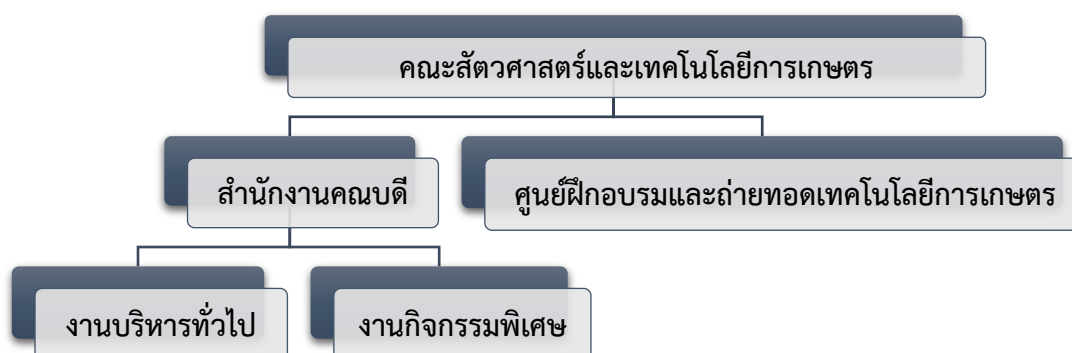 คณะสัตวศาสตร์และเทคโนโลยีการเกษตร
สำนักงานคณบดี
ศูนย์ฝึกอบรมและถ่ายทอดเทคโนโลยีการเกษตร
งานบริหารทั่วไป
งานกิจกรรมพิเศษ